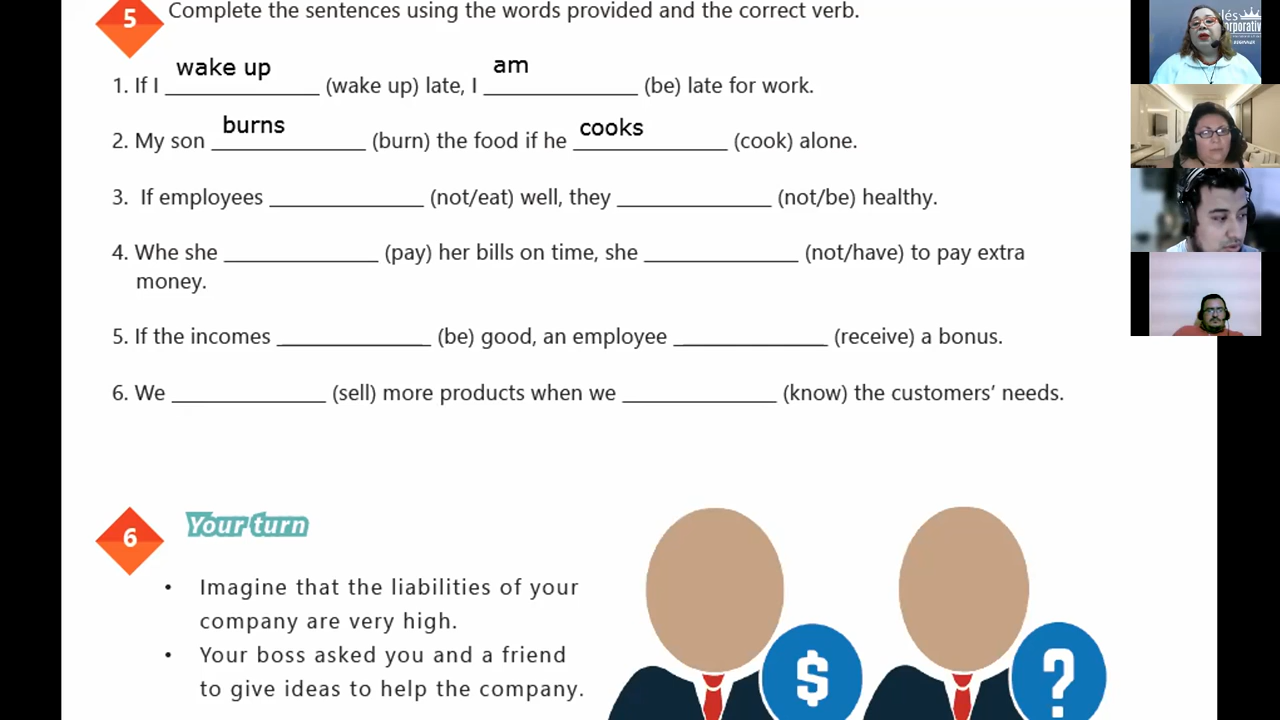 5 Complete the sentences using the words provided and the correct verb.
1. If I wake up (wake up) late, I am (be) late for work.
2. My son burns (burn) the food if he cooks (cook) alone.
3. If employees ______________ (not/eat) well, they ______________ (not/be) healthy.
4. Whe she ______________ (pay) her bills on time, she ______________ (not/have) to pay extra
money.
5. If the incomes ______________ (be) good, an employee ______________ (receive) a bonus.
6. We ______________ (sell) more products when we ______________ (know) the customers’ needs.
6 Your turn
• Imagine that the liabilities of your
company are very high.
• Your boss asked you and a friend
to give ideas to help the company.
$ ?